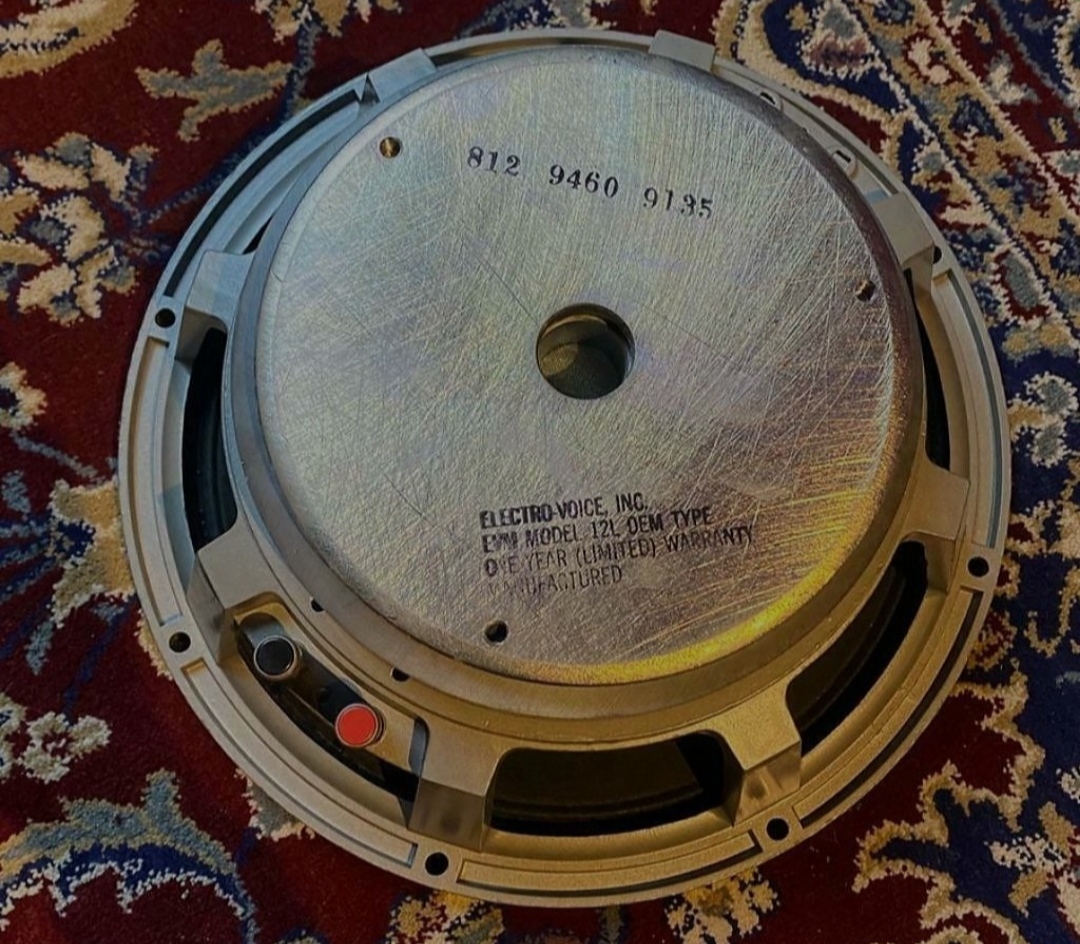 812 9460 9135
ELECTRO-VOICE, INC.
EVM MODEL 12L OEM TYPE
ONE YEAR (LIMITED) WARRANTY
MANUFACTURED